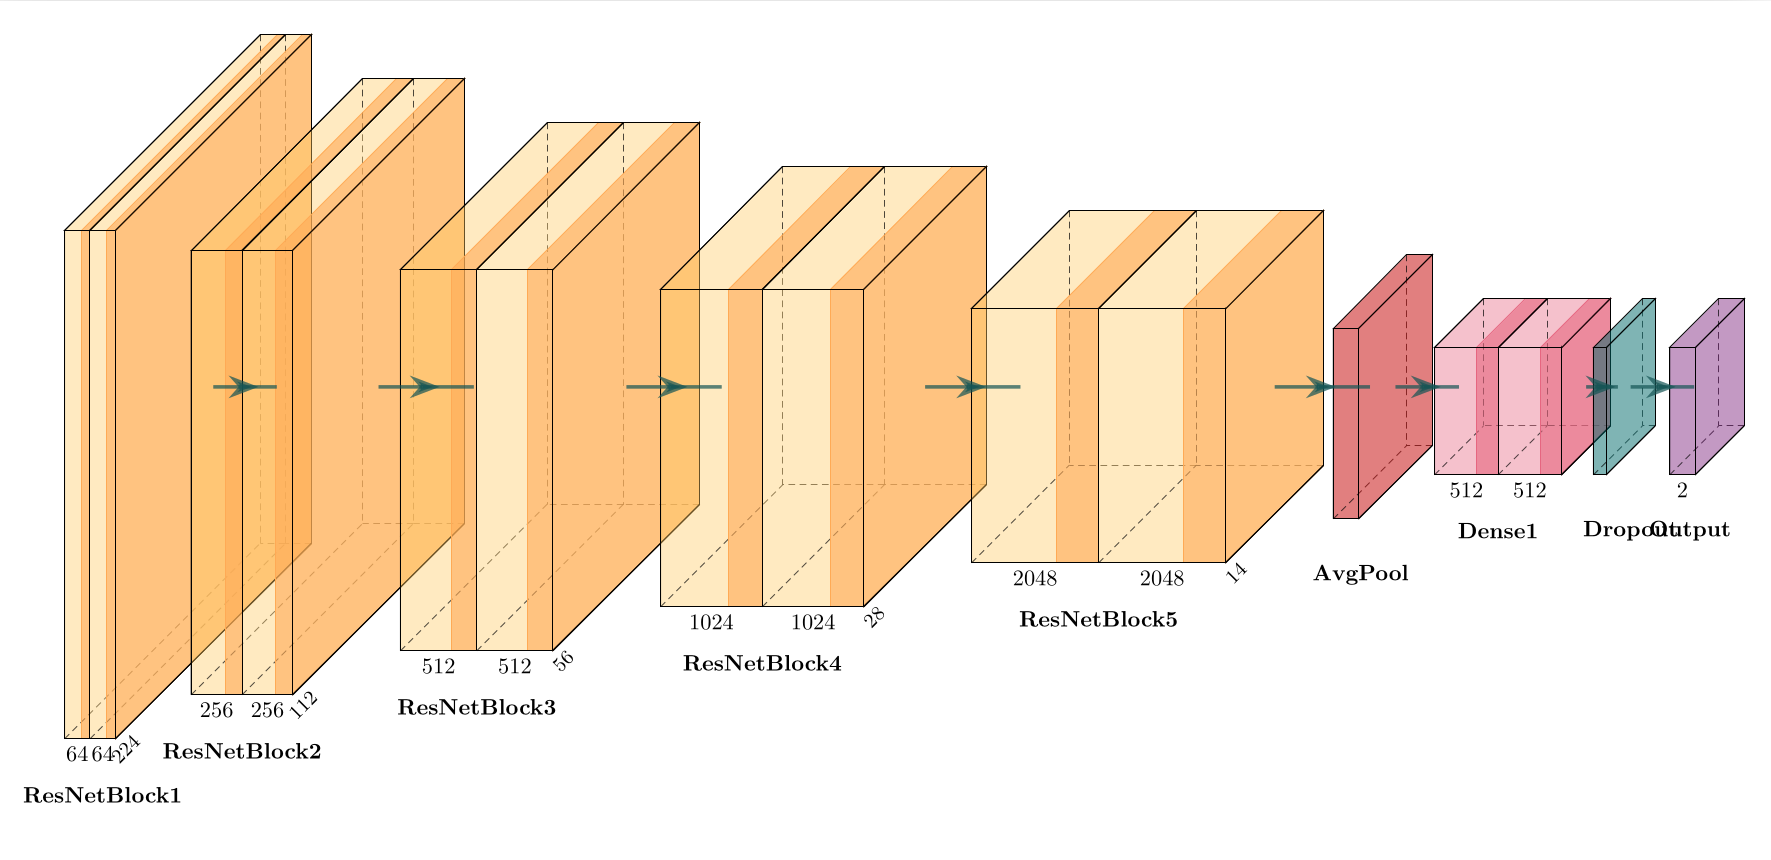 64 64 224
ResNetBlock1
256 256 112
ResNetBlock2
512 512 56
ResNetBlock3
1024 1024 28
ResNetBlock4
2048 2048 14
ResNetBlock5
AvgPool
512 512
Dense1
Dropout
2
Output